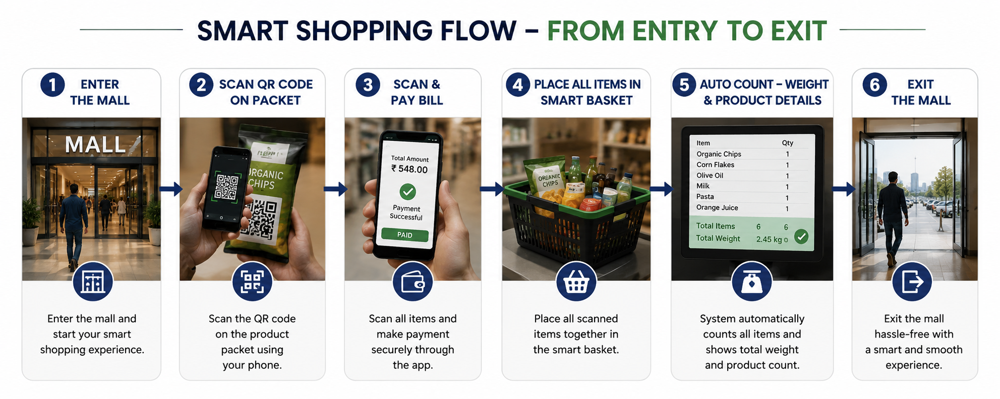 SMART SHOPPING FLOW – FROM ENTRY TO EXIT
1 ENTER
THE MALL
MALL
Enter the mall and
start your smart
shopping experience.
2 SCAN QR CODE
ON PACKET
ORGANIC
CHIPS
Scan the QR code
on the product
packet using
your phone.
3 SCAN &
PAY BILL
Total Amount
₹ 548.00
Payment
Successful
PAID
Scan all items and
make payment
securely through
the app.
4 PLACE ALL ITEMS IN
SMART BASKET
ORGANIC
CHIPS
Place all scanned
items together in
the smart basket.
5 AUTO COUNT – WEIGHT
& PRODUCT DETAILS
Item Qty
Organic Chips 1
Corn Flakes 1
Olive Oil 1
Milk 1
Pasta 1
Orange Juice 1
Total Items 6 6
Total Weight 2.45 kg o
System automatically
counts all items and
shows total weight
and product count.
6 EXIT
THE MALL
Exit the mall
hassle-free with
a smart and smooth
experience.